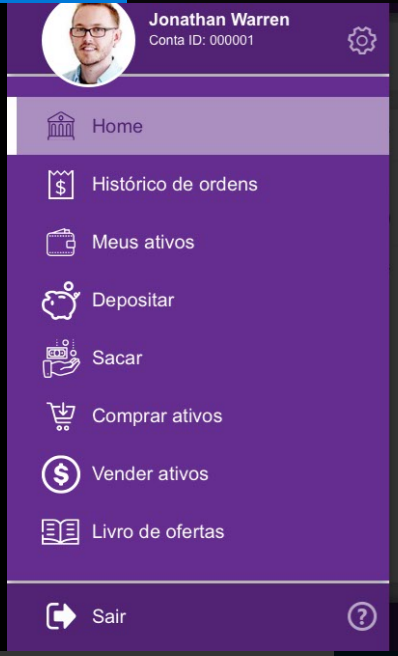 Jonathan Warren
Conta ID: 000001
Home
Histórico de ordens
Meus ativos
Depositar
Sacar
Comprar ativos
Vender ativos
Livro de ofertas
Sair